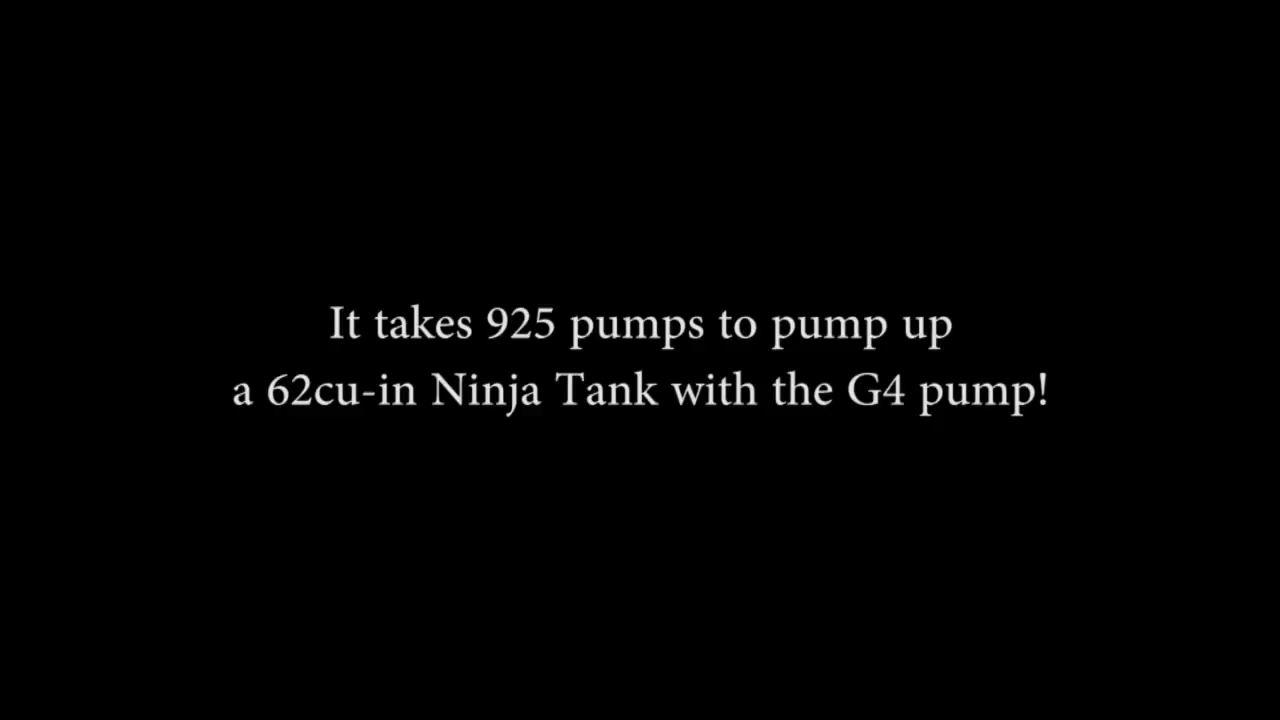 It takes 925 pumps to pump up
a 62cu-in Ninja Tank with the G4 pump!